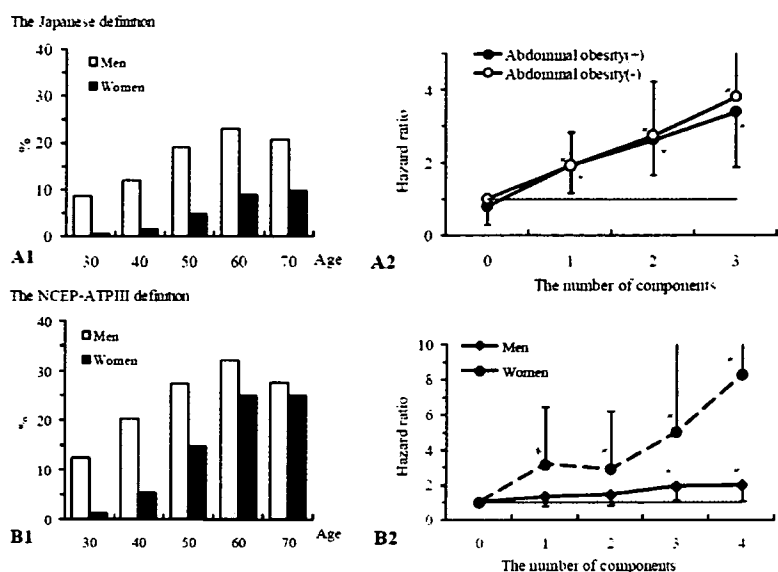 The Japanese definition
40
30
20
10
0
%
Men
Women
30 40 50 60 70 Age
A1
Abdominal obesity(+)
Abdominal obesity(-)
4
2
0
Hazard ratio
0 1 2 3
The number of components
A2
The NCEP-ATPIII definition
40
30
20
10
0
%
Men
Women
30 40 50 60 70 Age
B1
Men
Women
10
8
6
4
2
0
Hazard ratio
0 1 2 3 4
The number of components
B2